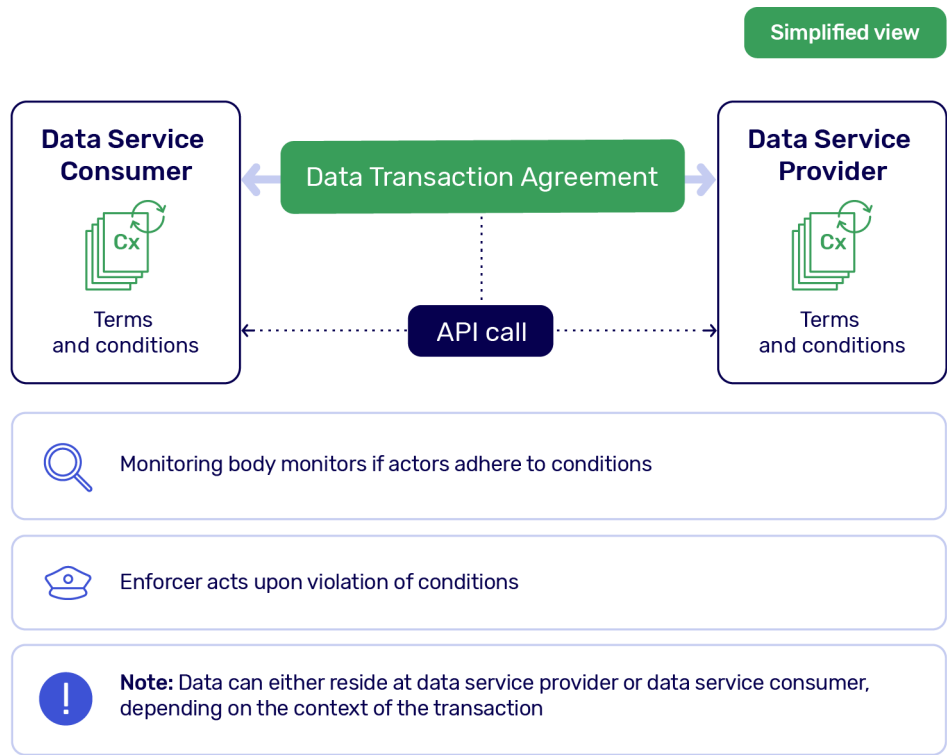 Simplified view
Data Service
Consumer
Cx
Terms
and conditions
Data Transaction Agreement
API call
Data Service
Provider
Cx
Terms
and conditions
Monitoring body monitors if actors adhere to conditions
Enforcer acts upon violation of conditions
Note: Data can either reside at data service provider or data service consumer,
depending on the context of the transaction